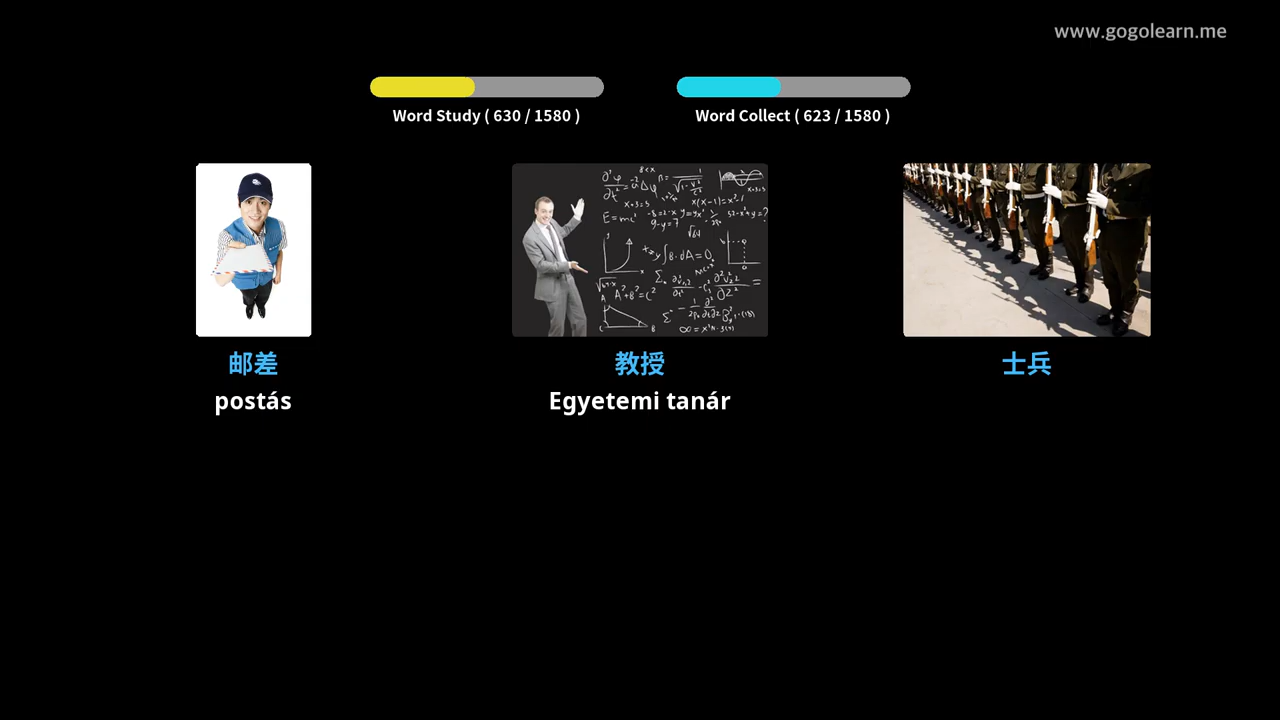 www.gogolearn.me
Word Study ( 630 / 1580 )
Word Collect ( 623 / 1580 )
邮差
教授
士兵
postás
Egyetemi tanár